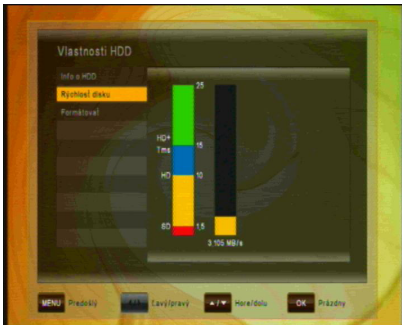 Vlastnosti HDD
Info o HDD
Rýchlosť disku
Formátovať
25
HD+
Tms
15
HD
10
SD
1,5
3,105 MB/s
MENU Predošlý
Ľavý/pravý
▲/▼ Hore/dolu
OK Prázdny